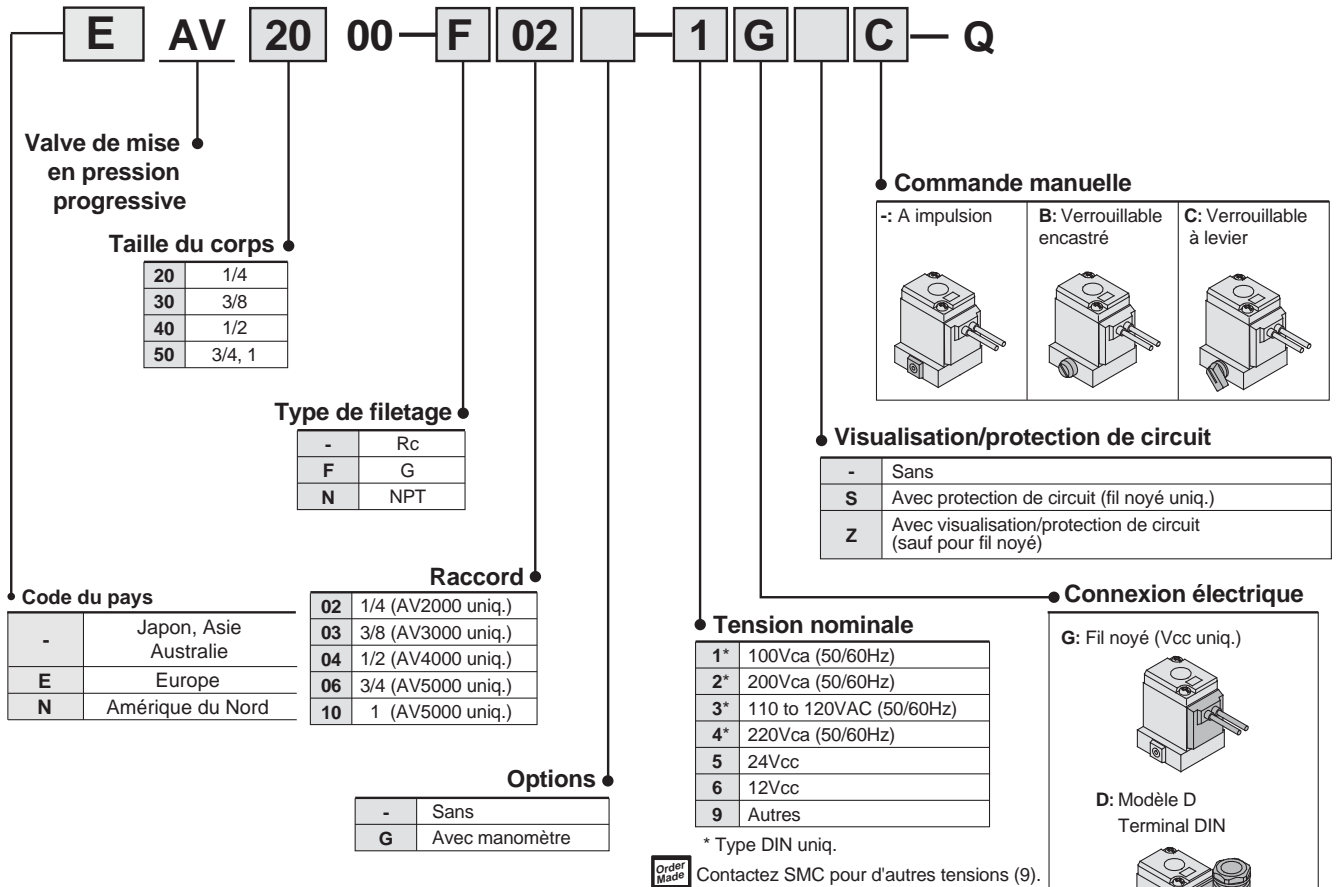 E AV 20 00 — F 02 — 1 G C — Q
Valve de mise
en pression
progressive
Taille du corps
20 1/4
30 3/8
40 1/2
50 3/4, 1
Type de filetage
- Rc
F G
N NPT
Code du pays
- Japon, Asie
Australie
E Europe
N Amérique du Nord
Raccord
02 1/4 (AV2000 uniq.)
03 3/8 (AV3000 uniq.)
04 1/2 (AV4000 uniq.)
06 3/4 (AV5000 uniq.)
10 1 (AV5000 uniq.)
Options
- Sans
G Avec manomètre
Commande manuelle
-: A impulsion
B: Verrouillable
encastré
C: Verrouillable
à levier
Visualisation/protection de circuit
- Sans
S Avec protection de circuit (fil noyé uniq.)
Z Avec visualisation/protection de circuit
(sauf pour fil noyé)
Tension nominale
1* 100Vca (50/60Hz)
2* 200Vca (50/60Hz)
3* 110 to 120VAC (50/60Hz)
4* 220Vca (50/60Hz)
5 24Vcc
6 12Vcc
9 Autres
* Type DIN uniq.
Order
Made
Contactez SMC pour d'autres tensions (9).
Connexion électrique
G: Fil noyé (Vcc uniq.)
D: Modèle D
Terminal DIN